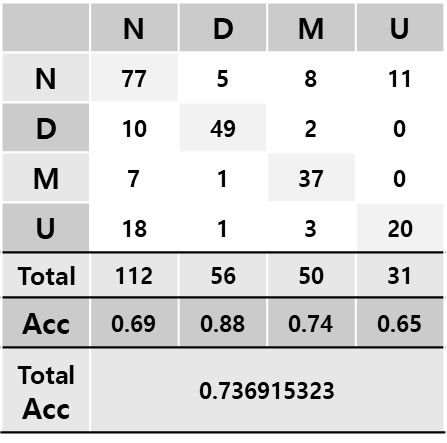 N D M U
N 77 5 8 11
D 10 49 2 0
M 7 1 37 0
U 18 1 3 20
Total 112 56 50 31
Acc 0.69 0.88 0.74 0.65
Total
Acc
0.736915323